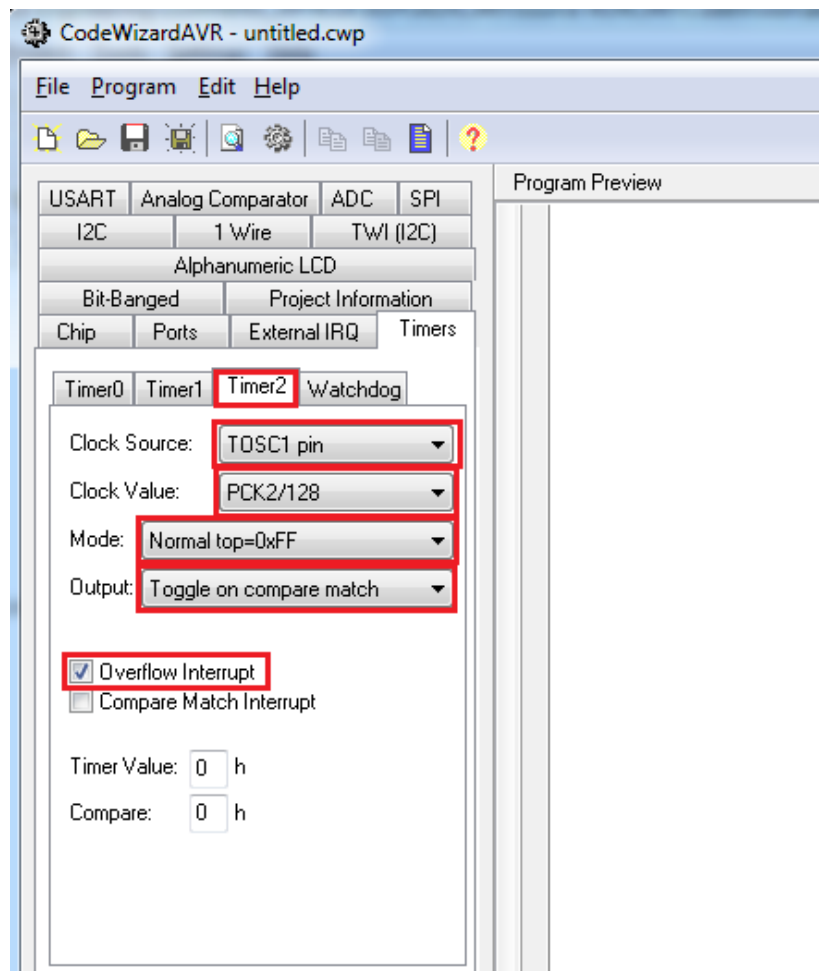 CodeWizardAVR - untitled.cwp
File Program Edit Help
USART Analog Comparator ADC SPI
I2C 1 Wire TWI (I2C)
Alphanumeric LCD
Bit-Banged Project Information
Chip Ports External IRQ Timers
Timer0 Timer1 Timer2 Watchdog
Clock Source: TOSC1 pin
Clock Value: PCK2/128
Mode: Normal top=0xFF
Output: Toggle on compare match
Overflow Interrupt
Compare Match Interrupt
Timer Value: 0 h
Compare: 0 h
Program Preview